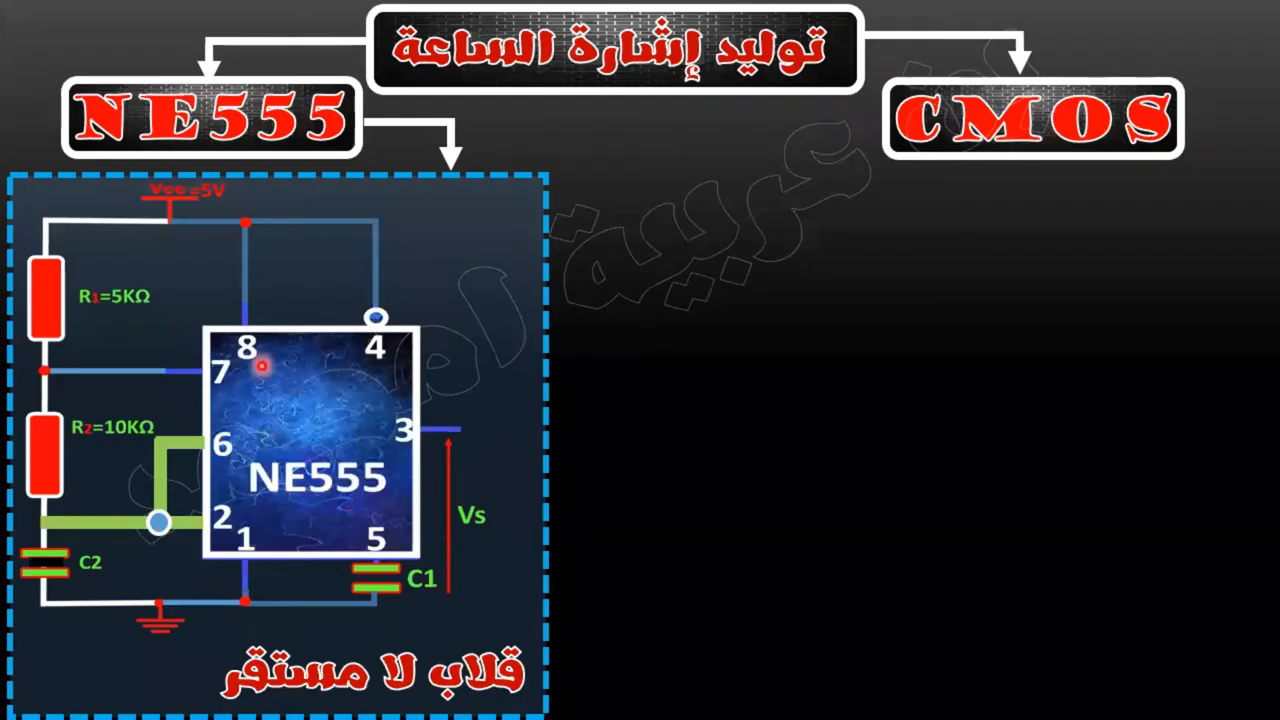 توليد إشارة الساعة
NE555
CMOS
Vcc=5V
R1=5KΩ
8
4
7
R2=10KΩ
6
3
NE555
2
Vs
1
5
C2
C1
قلاب لا مستقر